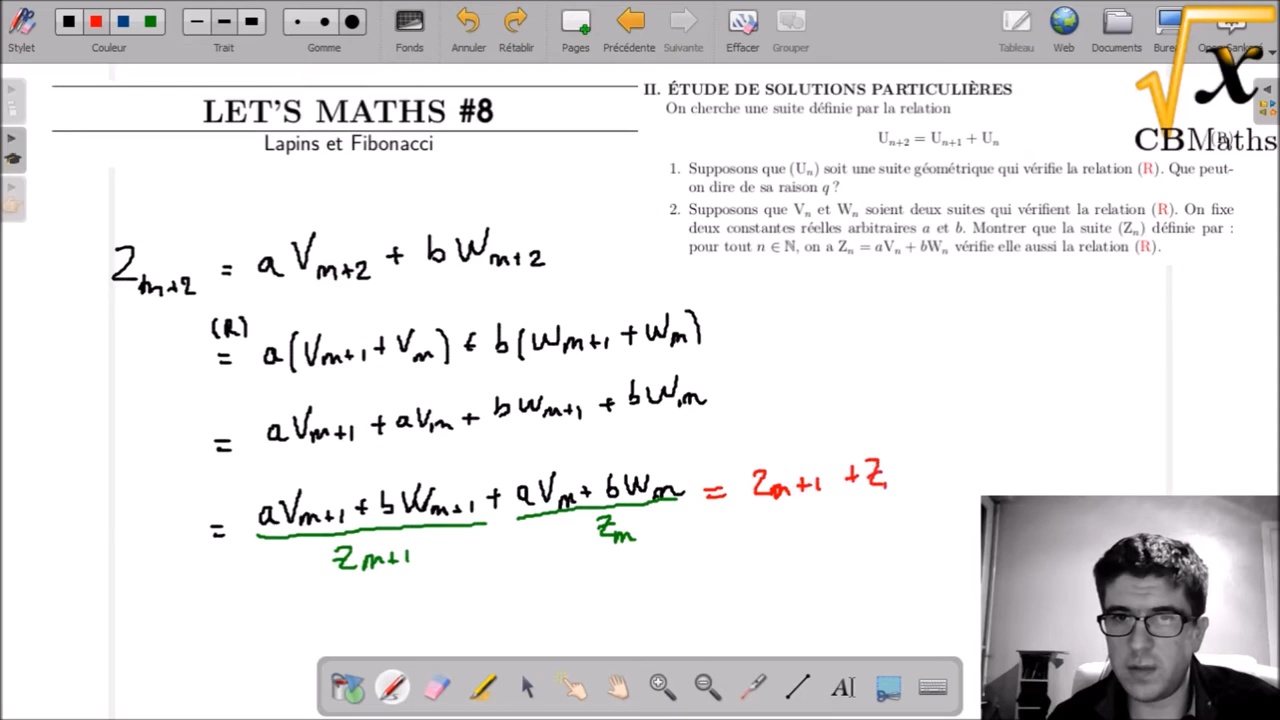 Stylet
Couleur
Trait
Gomme
Fonds
Annuler
Rétablir
Pages
Précédente
Suivante
Effacer
Grouper
Tableau
Web
Documents
LET'S MATHS #8
Lapins et Fibonacci
II. ÉTUDE DE SOLUTIONS PARTICULIÈRES
On cherche une suite définie par la relation
Uₙ₊₂ = Uₙ₊₁ + Uₙ
x
CBMaths
1. Supposons que (Uₙ) soit une suite géométrique qui vérifie la relation (R). Que peut-
on dire de sa raison q ?
2. Supposons que Vₙ et Wₙ soient deux suites qui vérifient la relation (R). On fixe
deux constantes réelles arbitraires a et b. Montrer que la suite (Zₙ) définie par :
pour tout n ∈ ℕ, on a Zₙ = aVₙ + bWₙ vérifie elle aussi la relation (R).
Zₙ₊₂ = aVₙ₊₂ + bWₙ₊₂
(R)
= a(Vₙ₊₁ + Vₙ) + b(Wₙ₊₁ + Wₙ)
= aVₙ₊₁ + aVₙ + bWₙ₊₁ + bWₙ
= aVₙ₊₁ + bWₙ₊₁ + aVₙ + bWₙ = Zₙ₊₁ + Z
Zₙ₊₁
Zₙ
AI